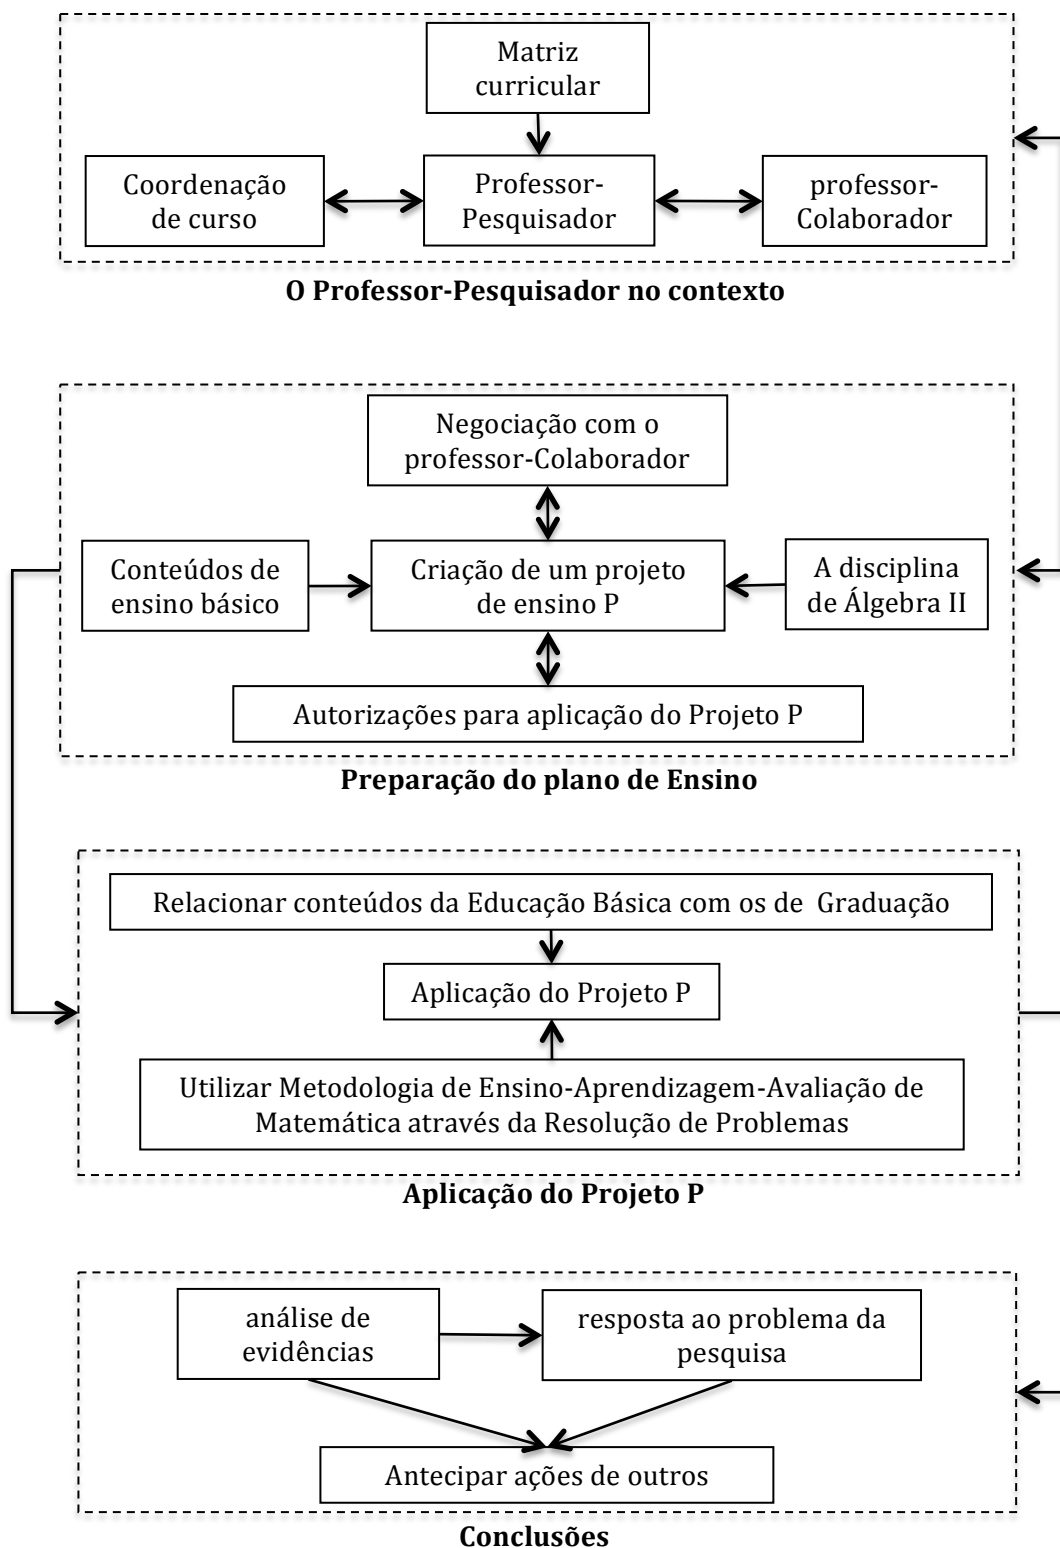 Matriz
curricular
Coordenação
de curso
Professor-
Pesquisador
professor-
Colaborador
O Professor-Pesquisador no contexto
Negociação com o
professor-Colaborador
Conteúdos de
ensino básico
Criação de um projeto
de ensino P
A disciplina
de Álgebra II
Autorizações para aplicação do Projeto P
Preparação do plano de Ensino
Relacionar conteúdos da Educação Básica com os de Graduação
Aplicação do Projeto P
Utilizar Metodologia de Ensino-Aprendizagem-Avaliação de
Matemática através da Resolução de Problemas
Aplicação do Projeto P
análise de
evidências
resposta ao problema da
pesquisa
Antecipar ações de outros
Conclusões